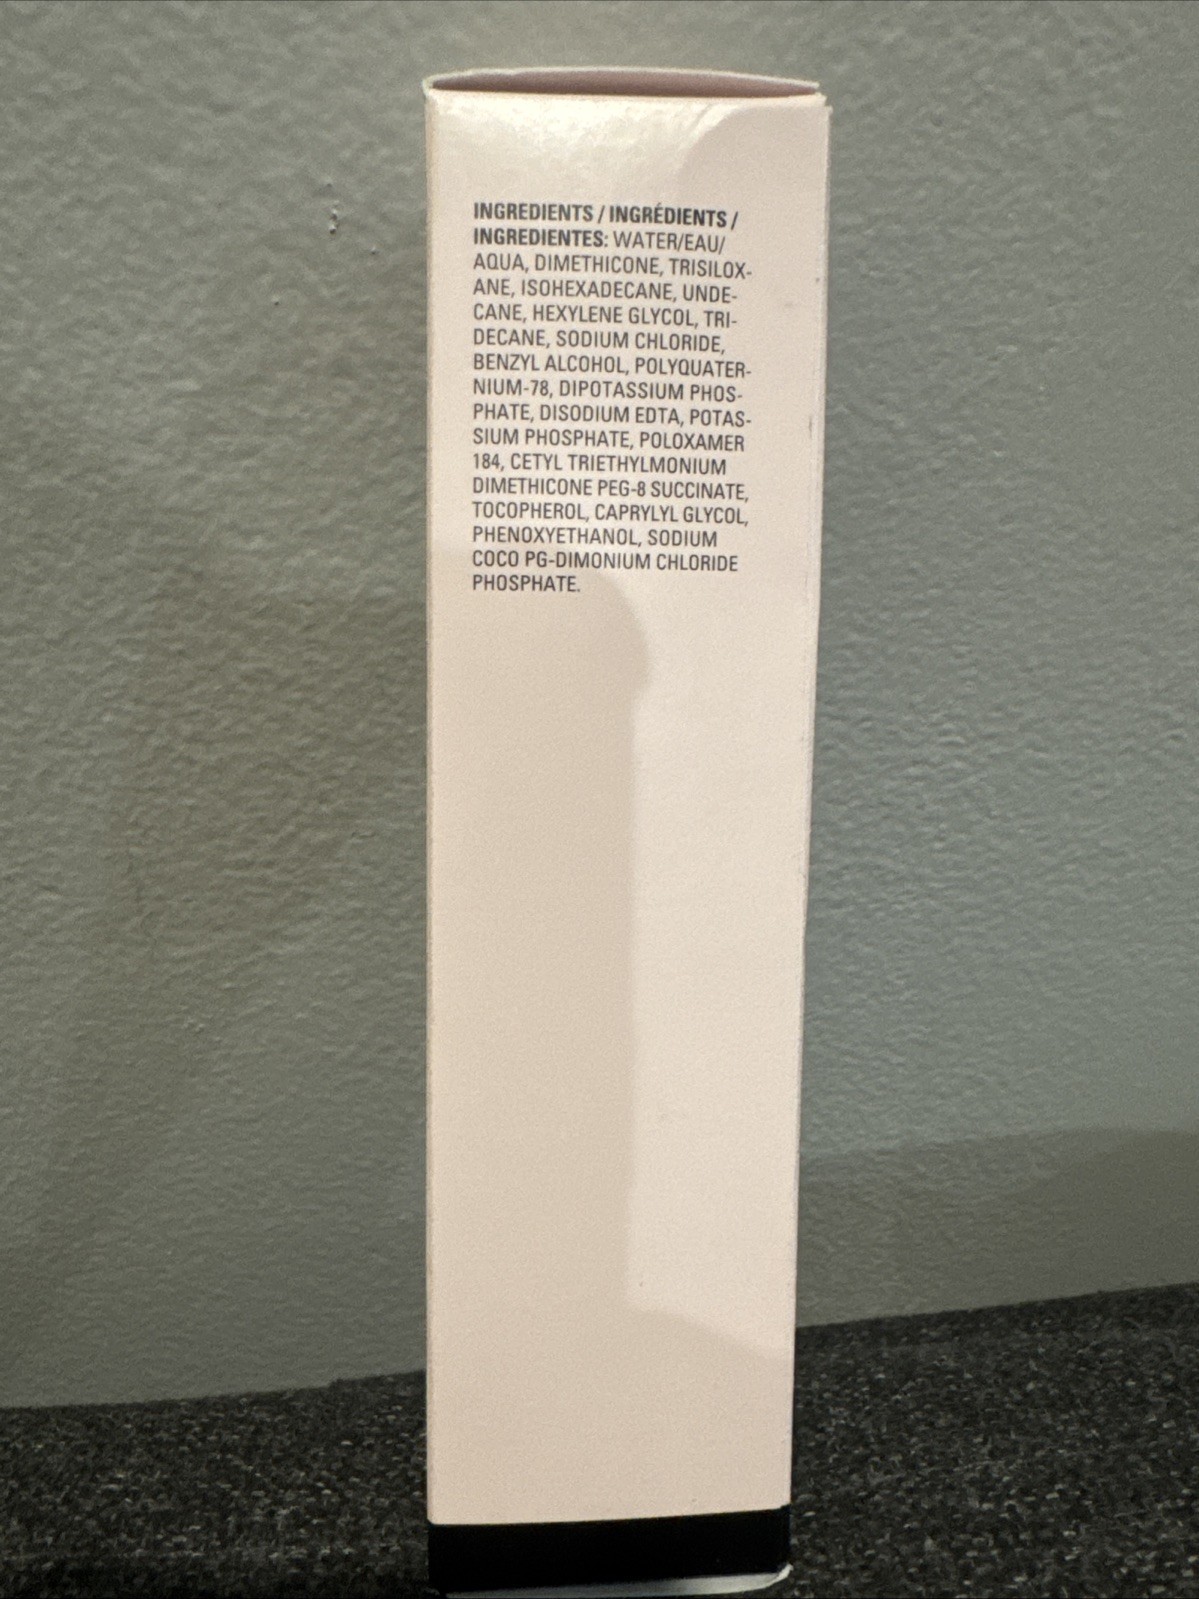 INGREDIENTS / INGRÉDIENTS /
INGREDIENTES: WATER/EAU/
AQUA, DIMETHICONE, TRISILOX-
ANE, ISOHEXADECANE, UNDE-
CANE, HEXYLENE GLYCOL, TRI-
DECANE, SODIUM CHLORIDE,
BENZYL ALCOHOL, POLYQUATER-
NIUM-78, DIPOTASSIUM PHOS-
PHATE, DISODIUM EDTA, POTAS-
SIUM PHOSPHATE, POLOXAMER
184, CETYL TRIETHYLMONIUM
DIMETHICONE PEG-8 SUCCINATE,
TOCOPHEROL, CAPRYLYL GLYCOL,
PHENOXYETHANOL, SODIUM
COCO PG-DIMONIUM CHLORIDE
PHOSPHATE.